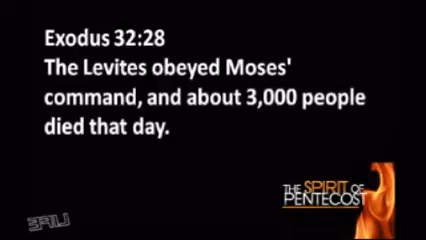 Exodus 32:28
The Levites obeyed Moses'
command, and about 3,000 people
died that day.
THE SPIRIT OF
PENTECOST
LIFE